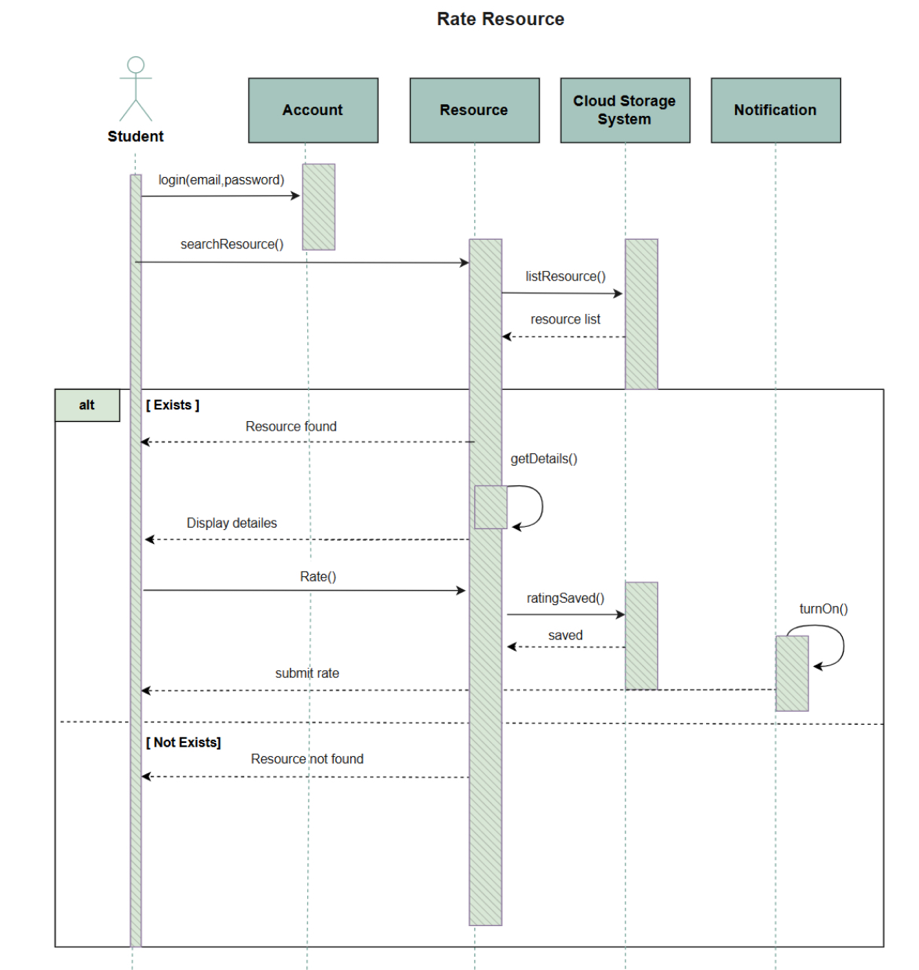 Rate Resource
Student
Account
Resource
Cloud Storage
System
Notification
login(email,password)
searchResource()
listResource()
resource list
alt
[ Exists ]
Resource found
getDetails()
Display detailes
Rate()
ratingSaved()
turnOn()
saved
submit rate
[ Not Exists]
Resource not found